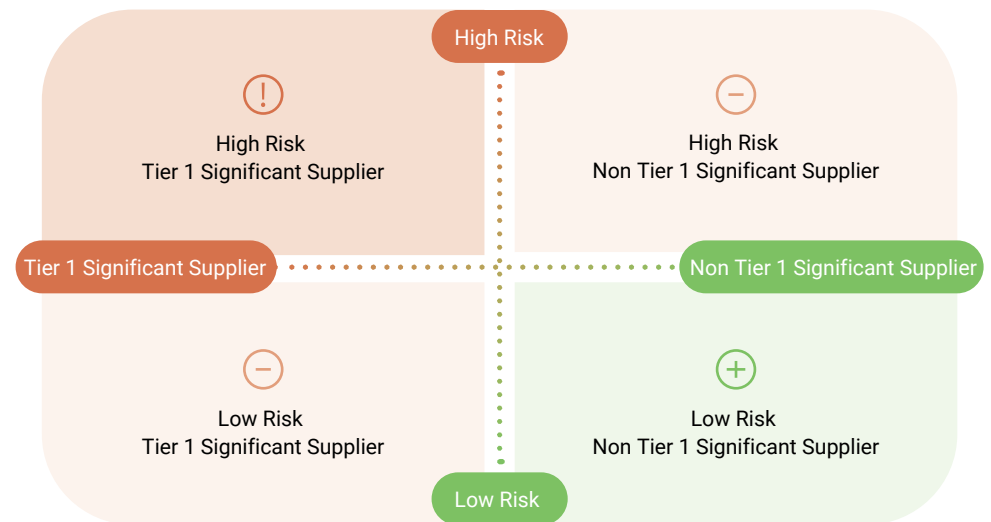 High Risk
High Risk
Tier 1 Significant Supplier
High Risk
Non Tier 1 Significant Supplier
Tier 1 Significant Supplier
Non Tier 1 Significant Supplier
Low Risk
Tier 1 Significant Supplier
Low Risk
Non Tier 1 Significant Supplier
Low Risk